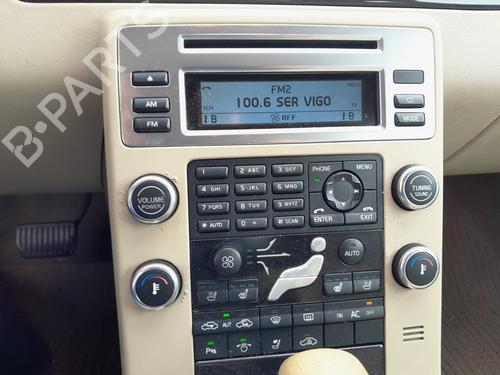 B-PARTS
FM2
100.6 SER VIGO
B OFF B
AM
FM
CD
MODE
VOLUME
POWER
TUNING
SOUND
1 2 ABC 3 DEF
4 GHI 5 JKL 6 MNO
7 PQRS 8 TUV 9 WXYZ
* AUTO 0 + # SCAN
PHONE MENU
ENTER EXIT
AUTO
AUT ON AC OFF